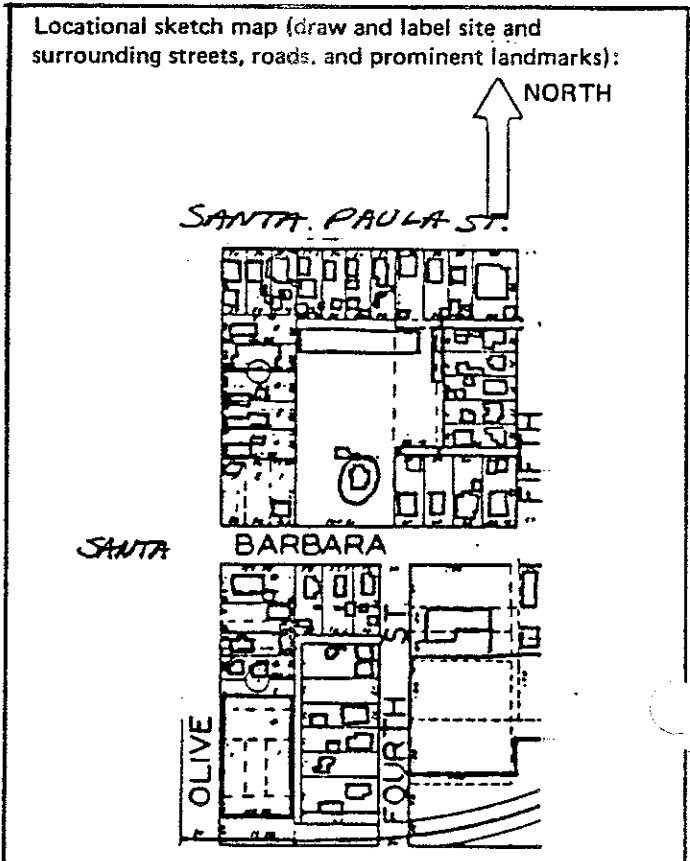 Locational sketch map (draw and label site and
surrounding streets, roads, and prominent landmarks):
NORTH
SANTA PAULA ST.
FIFTH
SANTA BARBARA
OLIVE
FOURTH ST